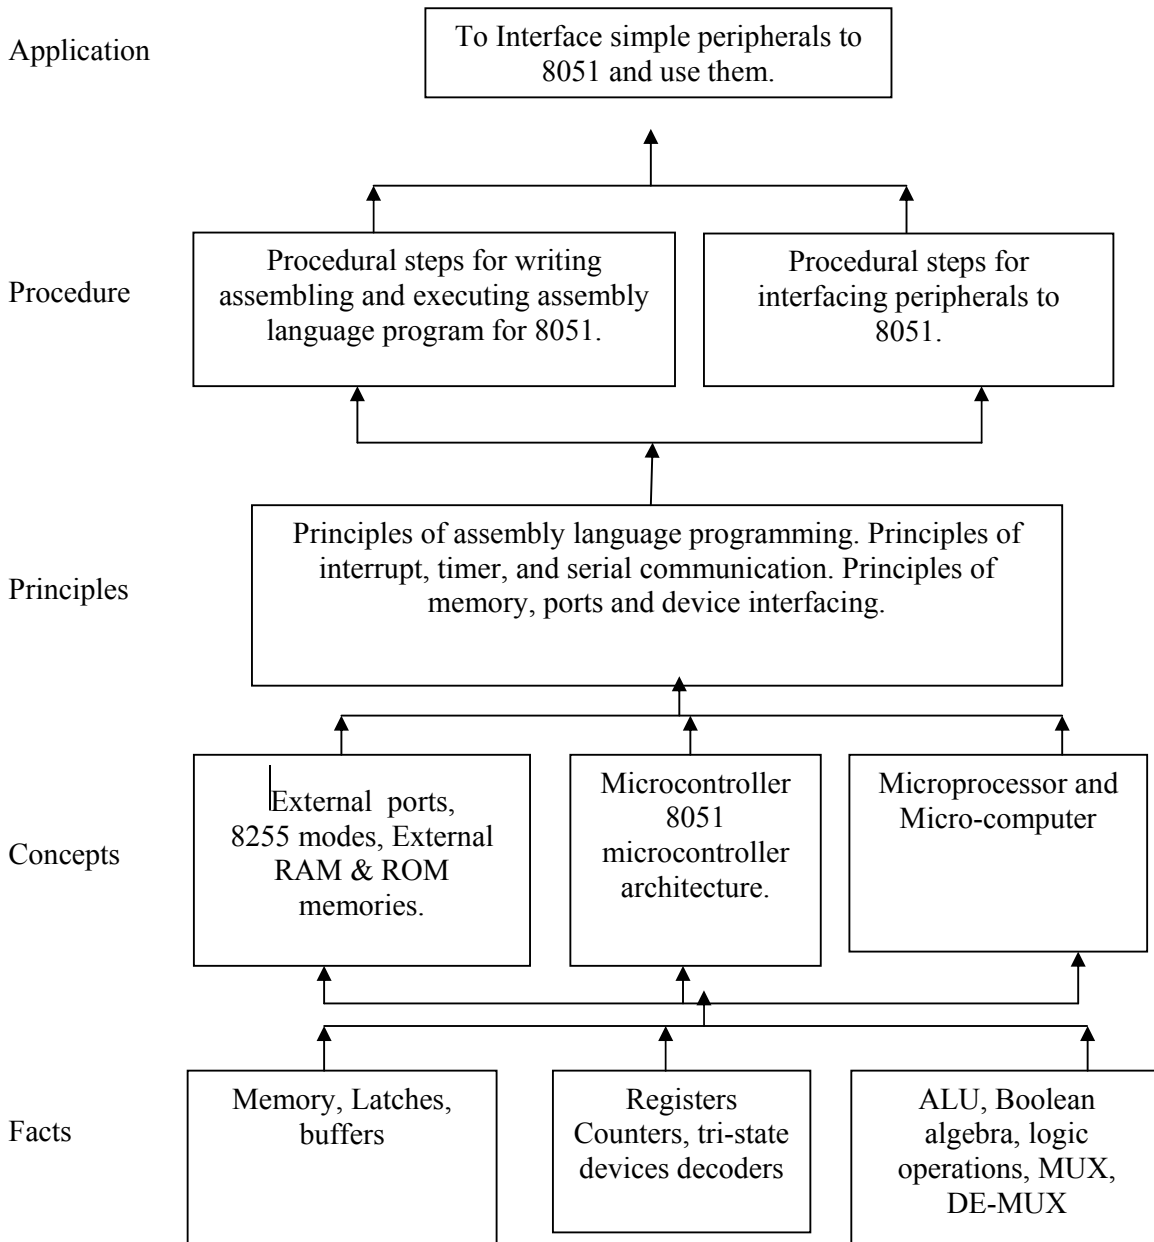 Application
To Interface simple peripherals to
8051 and use them.
Procedure
Procedural steps for writing
assembling and executing assembly
language program for 8051.
Procedural steps for
interfacing peripherals to
8051.
Principles
Principles of assembly language programming. Principles of
interrupt, timer, and serial communication. Principles of
memory, ports and device interfacing.
Concepts
External ports,
8255 modes, External
RAM & ROM
memories.
Microcontroller
8051
microcontroller
architecture.
Microprocessor and
Micro-computer
Facts
Memory, Latches,
buffers
Registers
Counters, tri-state
devices decoders
ALU, Boolean
algebra, logic
operations, MUX,
DE-MUX